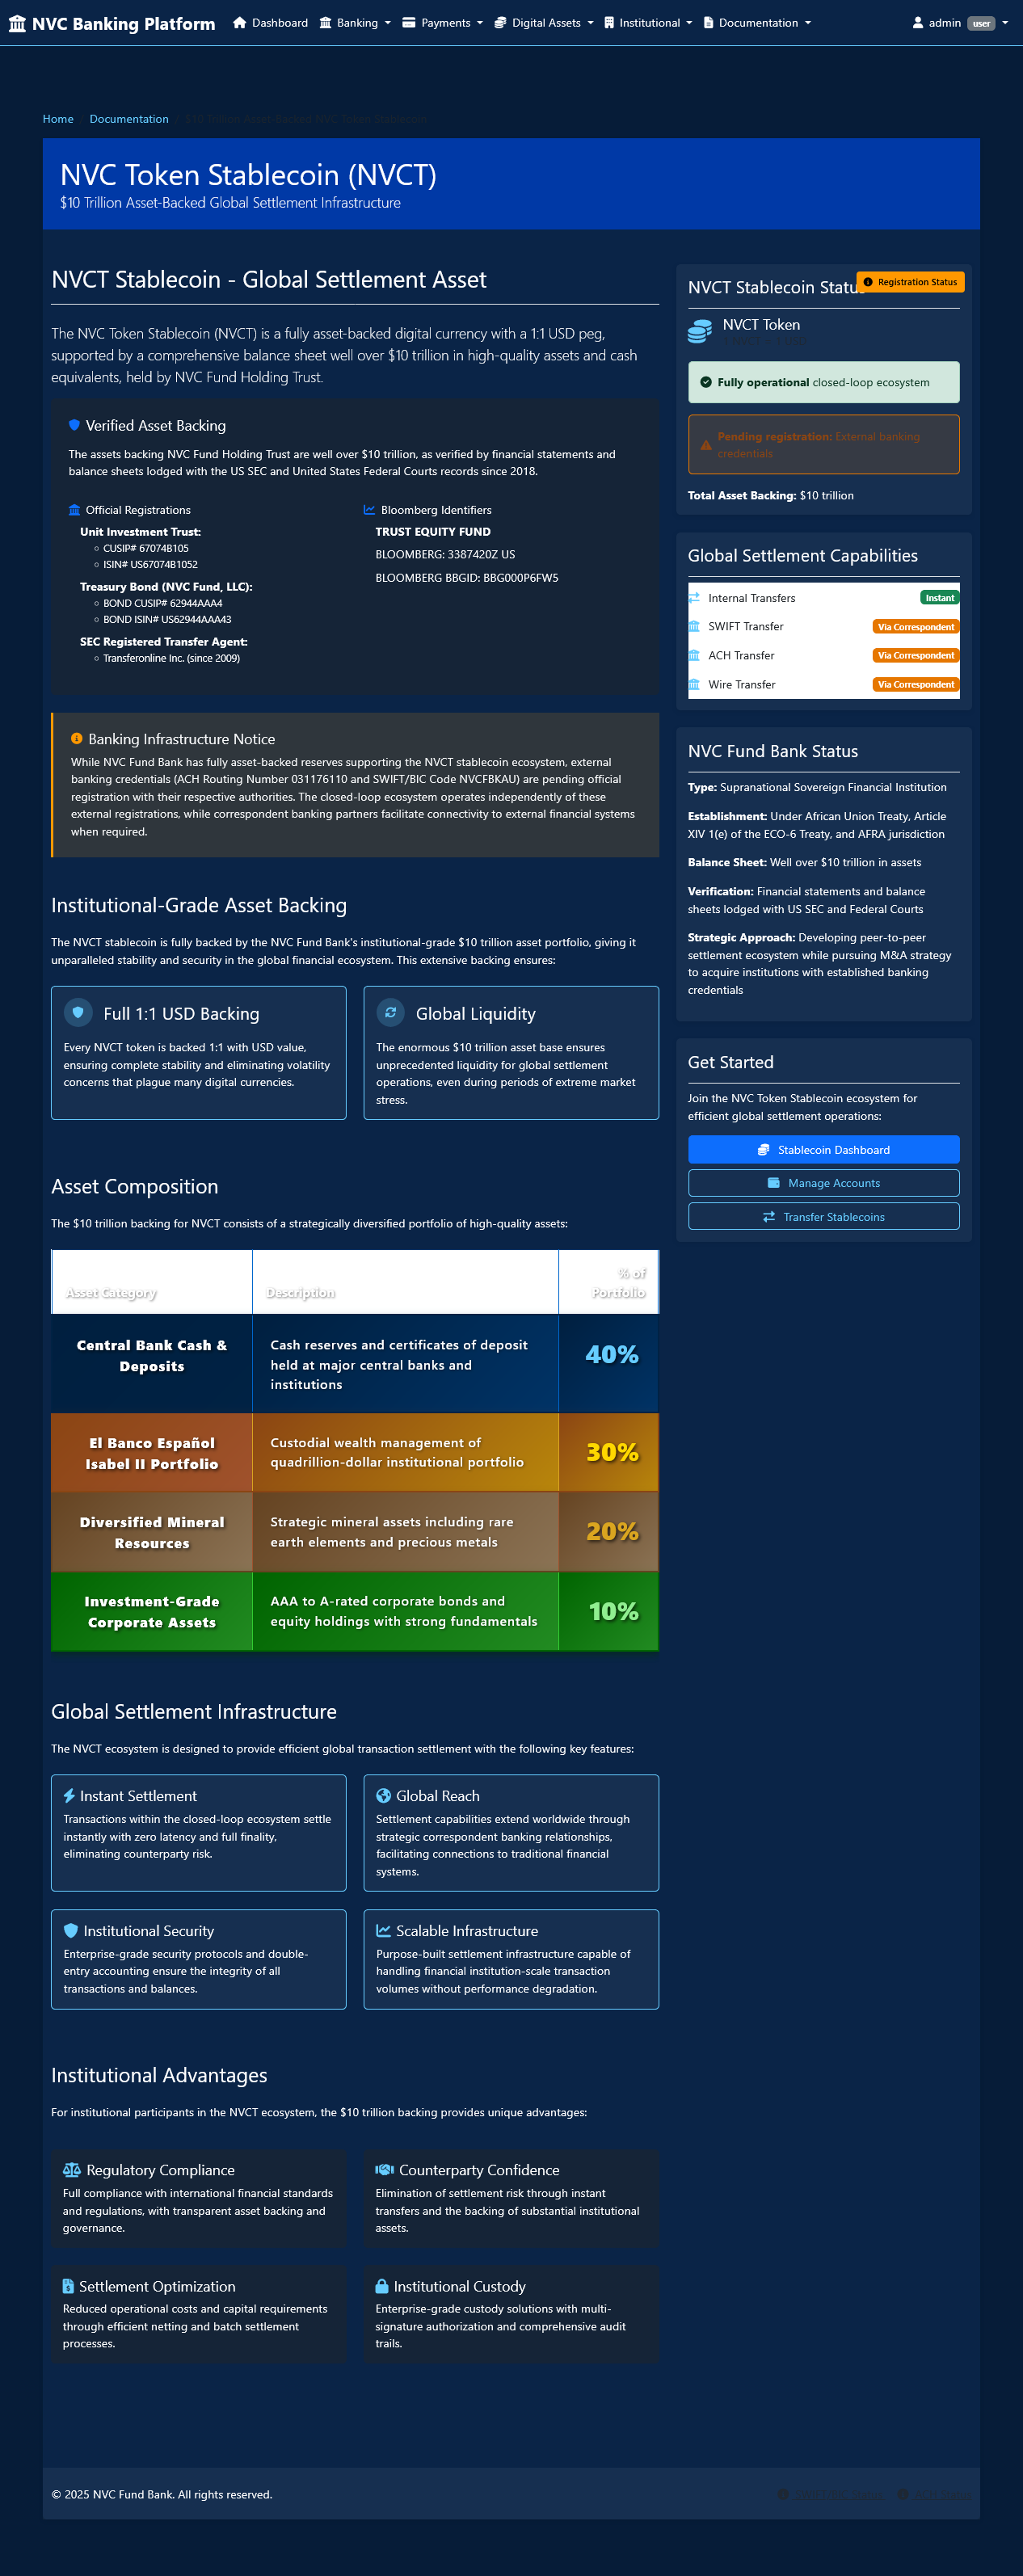 NVC Banking Platform
Dashboard
Banking
Payments
Digital Assets
Institutional
Documentation
admin user
Home
Documentation
NVC Token Stablecoin (NVCT)
$10 Trillion Asset-Backed Global Settlement Infrastructure
NVCT Stablecoin - Global Settlement Asset
The NVC Token Stablecoin (NVCT) is a fully asset-backed digital currency with a 1:1 USD peg,
supported by a comprehensive balance sheet well over $10 trillion in high-quality assets and cash
equivalents, held by NVC Fund Holding Trust.
Verified Asset Backing
The assets backing NVC Fund Holding Trust are well over $10 trillion, as verified by financial statements and
balance sheets lodged with the US SEC and United States Federal Courts records since 2018.
Official Registrations
Unit Investment Trust:
CUSIP# 67074B105
ISIN# US67074B1052
Treasury Bond (NVC Fund, LLC):
BOND CUSIP# 62944AAA4
BOND ISIN# US62944AAA43
SEC Registered Transfer Agent:
Transferonline Inc. (since 2009)
Bloomberg Identifiers
TRUST EQUITY FUND
BLOOMBERG: 3387420Z US
BLOOMBERG BBGID: BBG000P6FW5
Banking Infrastructure Notice
While NVC Fund Bank has fully asset-backed reserves supporting the NVCT stablecoin ecosystem, external
banking credentials (ACH Routing Number 031176110 and SWIFT/BIC Code NVCFBKAU) are pending official
registration with their respective authorities. The closed-loop ecosystem operates independently of these
external registrations, while correspondent banking partners facilitate connectivity to external financial systems
when required.
Institutional-Grade Asset Backing
The NVCT stablecoin is fully backed by the NVC Fund Bank's institutional-grade $10 trillion asset portfolio, giving it
unparalleled stability and security in the global financial ecosystem. This extensive backing ensures:
Full 1:1 USD Backing
Every NVCT token is backed 1:1 with USD value,
ensuring complete stability and eliminating volatility
concerns that plague many digital currencies.
Global Liquidity
The enormous $10 trillion asset base ensures
unprecedented liquidity for global settlement
operations, even during periods of extreme market
stress.
Asset Composition
The $10 trillion backing for NVCT consists of a strategically diversified portfolio of high-quality assets:
Asset Category
Description
% of
Portfolio
Central Bank Cash &
Deposits
Cash reserves and certificates of deposit
held at major central banks and
institutions
40%
El Banco Español
Isabel II Portfolio
Custodial wealth management of
quadrillion-dollar institutional portfolio
30%
Diversified Mineral
Resources
Strategic mineral assets including rare
earth elements and precious metals
20%
Investment-Grade
Corporate Assets
AAA to A-rated corporate bonds and
equity holdings with strong fundamentals
10%
Global Settlement Infrastructure
The NVCT ecosystem is designed to provide efficient global transaction settlement with the following key features:
Instant Settlement
Transactions within the closed-loop ecosystem settle
instantly with zero latency and full finality,
eliminating counterparty risk.
Global Reach
Settlement capabilities extend worldwide through
strategic correspondent banking relationships,
facilitating connections to traditional financial
systems.
Institutional Security
Enterprise-grade security protocols and double-
entry accounting ensure the integrity of all
transactions and balances.
Scalable Infrastructure
Purpose-built settlement infrastructure capable of
handling financial institution-scale transaction
volumes without performance degradation.
Institutional Advantages
For institutional participants in the NVCT ecosystem, the $10 trillion backing provides unique advantages:
Regulatory Compliance
Full compliance with international financial standards
and regulations, with transparent asset backing and
governance.
Counterparty Confidence
Elimination of settlement risk through instant
transfers and the backing of substantial institutional
assets.
Settlement Optimization
Reduced operational costs and capital requirements
through efficient netting and batch settlement
processes.
Institutional Custody
Enterprise-grade custody solutions with multi-
signature authorization and comprehensive audit
trails.
NVCT Stablecoin Status
Registration Status
NVCT Token
Fully operational closed-loop ecosystem
Pending registration: External banking
credentials
Total Asset Backing: $10 trillion
Global Settlement Capabilities
Internal Transfers Instant
SWIFT Transfer Via Correspondent
ACH Transfer Via Correspondent
Wire Transfer Via Correspondent
NVC Fund Bank Status
Type: Supranational Sovereign Financial Institution
Establishment: Under African Union Treaty, Article
XIV 1(e) of the ECO-6 Treaty, and AFRA jurisdiction
Balance Sheet: Well over $10 trillion in assets
Verification: Financial statements and balance
sheets lodged with US SEC and Federal Courts
Strategic Approach: Developing peer-to-peer
settlement ecosystem while pursuing M&A strategy
to acquire institutions with established banking
credentials
Get Started
Join the NVC Token Stablecoin ecosystem for
efficient global settlement operations:
Stablecoin Dashboard
Manage Accounts
Transfer Stablecoins
© 2025 NVC Fund Bank. All rights reserved.